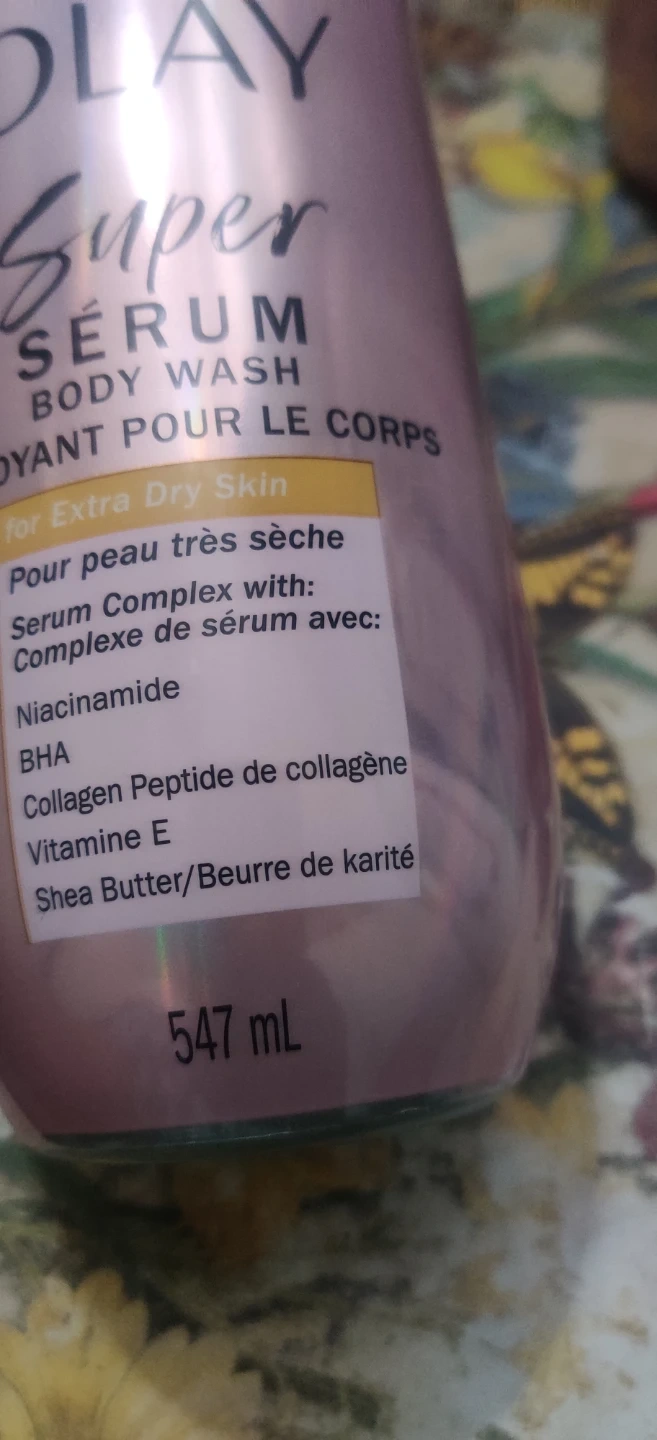 OLAY
Super
SÉRUM
BODY WASH
POUR LE CORPS
for Extra Dry Skin
Pour peau très sèche
Serum Complex with:
Complexe de sérum avec:
Niacinamide
BHA
Collagen Peptide de collagène
Vitamine E
Shea Butter/Beurre de karité
547 mL